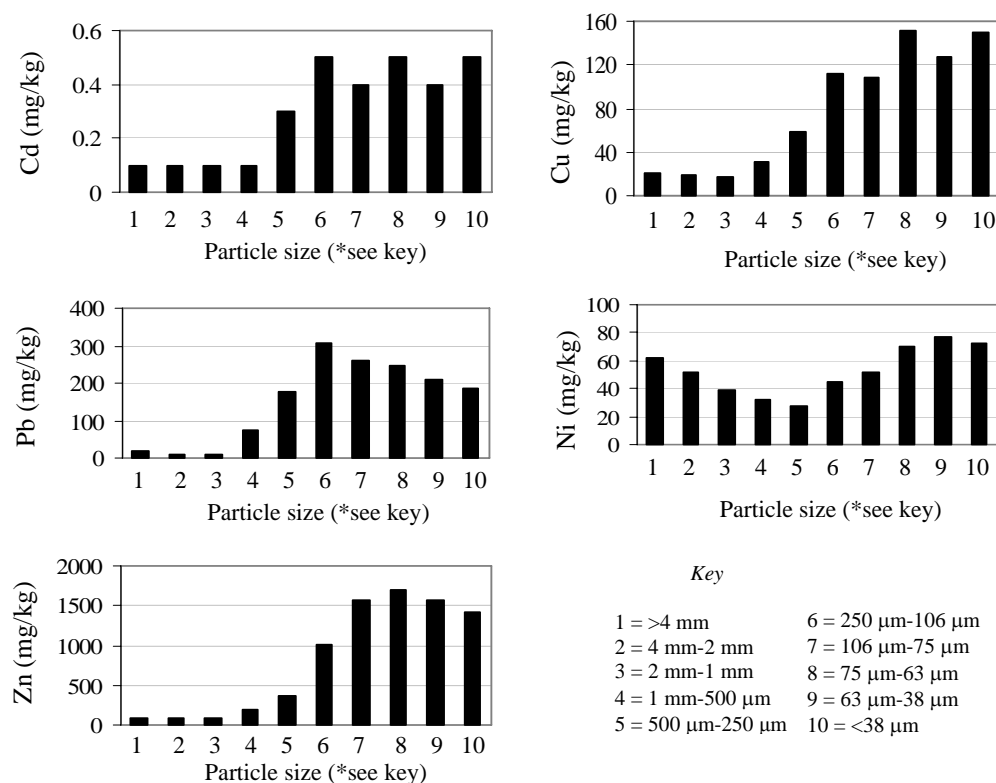 Cd (mg/kg)
0.6
0.4
0.2
0
1 2 3 4 5 6 7 8 9 10
Particle size (*see key)
Cu (mg/kg)
160
120
80
40
0
1 2 3 4 5 6 7 8 9 10
Particle size (*see key)
Pb (mg/kg)
400
300
200
100
0
1 2 3 4 5 6 7 8 9 10
Particle size (*see key)
Ni (mg/kg)
100
80
60
40
20
0
1 2 3 4 5 6 7 8 9 10
Particle size (*see key)
Zn (mg/kg)
2000
1500
1000
500
0
1 2 3 4 5 6 7 8 9 10
Particle size (*see key)
Key
1 = >4 mm
2 = 4 mm-2 mm
3 = 2 mm-1 mm
4 = 1 mm-500 μm
5 = 500 μm-250 μm
6 = 250 μm-106 μm
7 = 106 μm-75 μm
8 = 75 μm-63 μm
9 = 63 μm-38 μm
10 = <38 μm